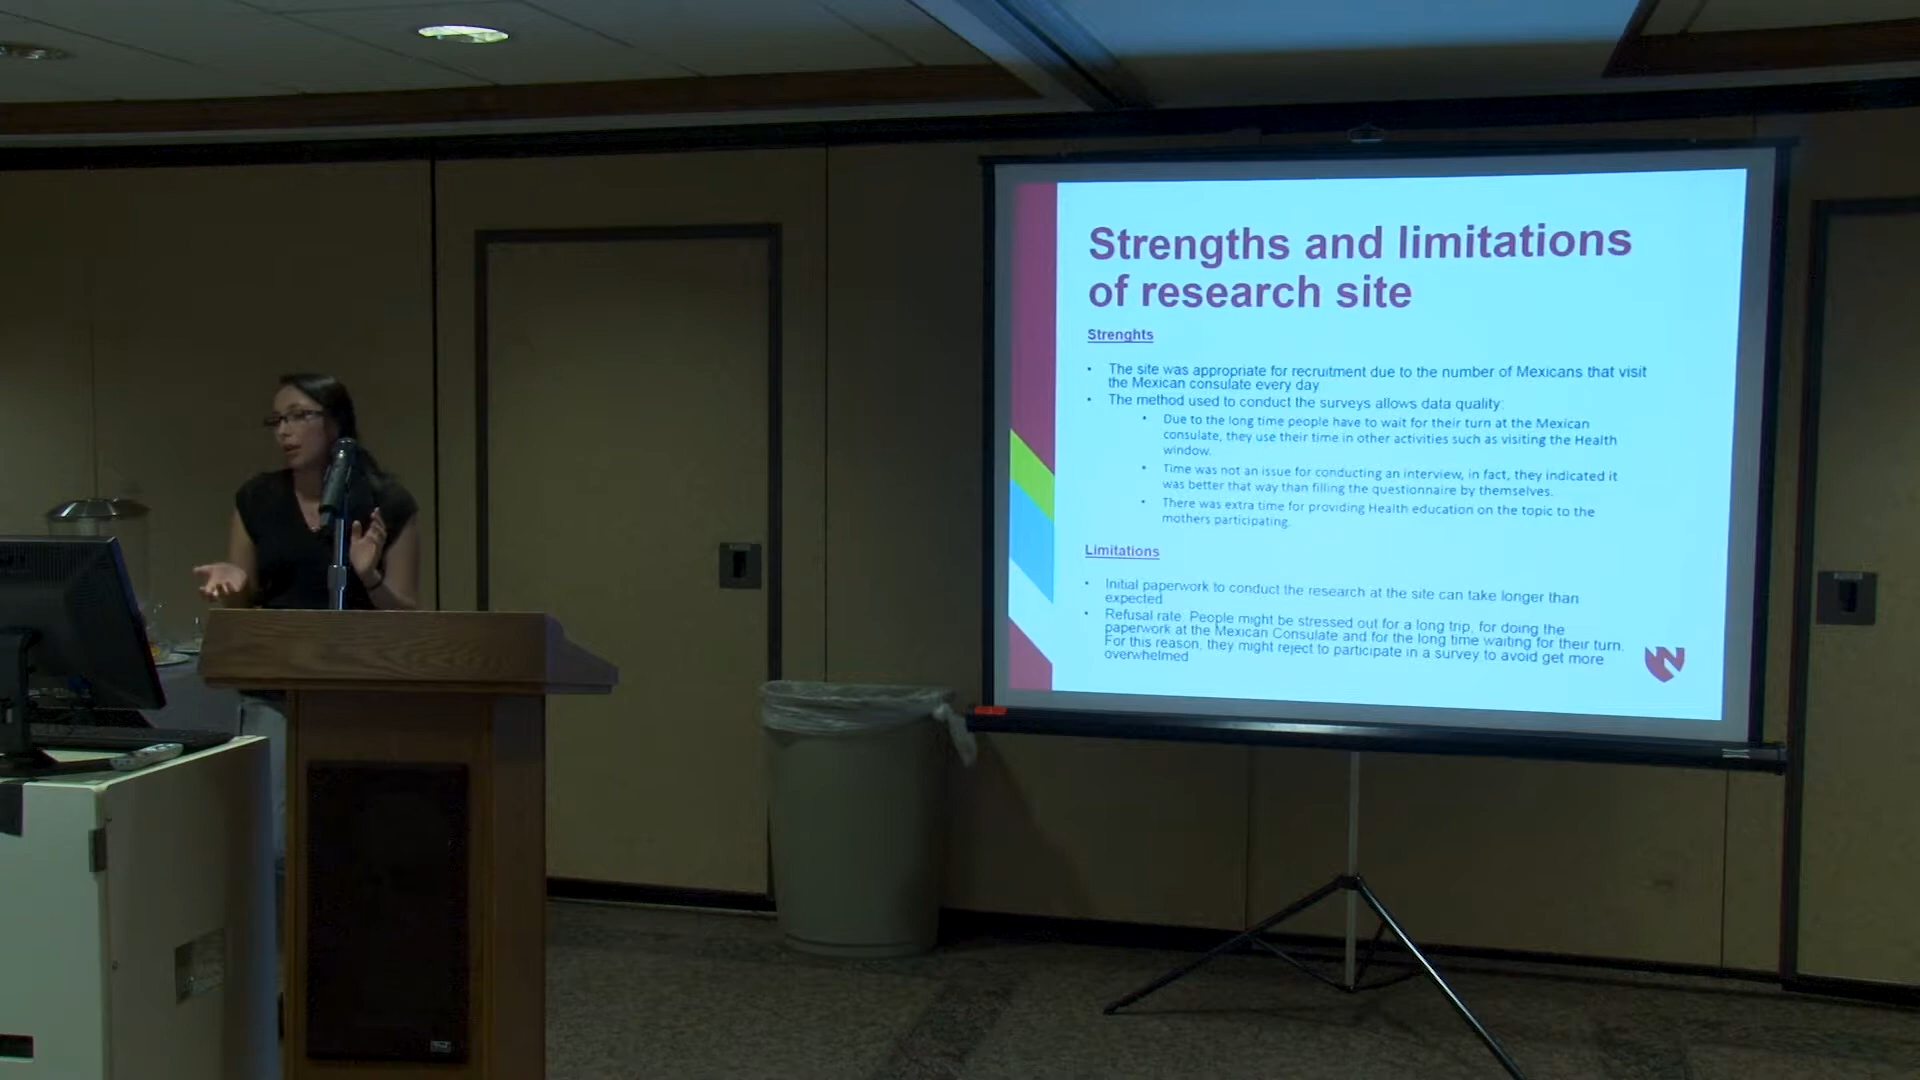 Strengths and limitations
of research site
Strenghts
• The site was appropriate for recruitment due to the number of Mexicans that visit
the Mexican consulate every day
• The method used to conduct the surveys allows data quality:
• Due to the long time people have to wait for their turn at the Mexican
consulate, they use their time in other activities such as visiting the Health
window.
• Time was not an issue for conducting an interview, in fact, they indicated it
was better that way than filling the questionnaire by themselves.
• There was extra time for providing Health education on the topic to the
mothers participating.
Limitations
• Initial paperwork to conduct the research at the site can take longer than
expected
• Refusal rate: People might be stressed out for a long trip, for doing the
paperwork at the Mexican Consulate and for the long time waiting for their turn.
For this reason, they might reject to participate in a survey to avoid get more
overwhelmed
N